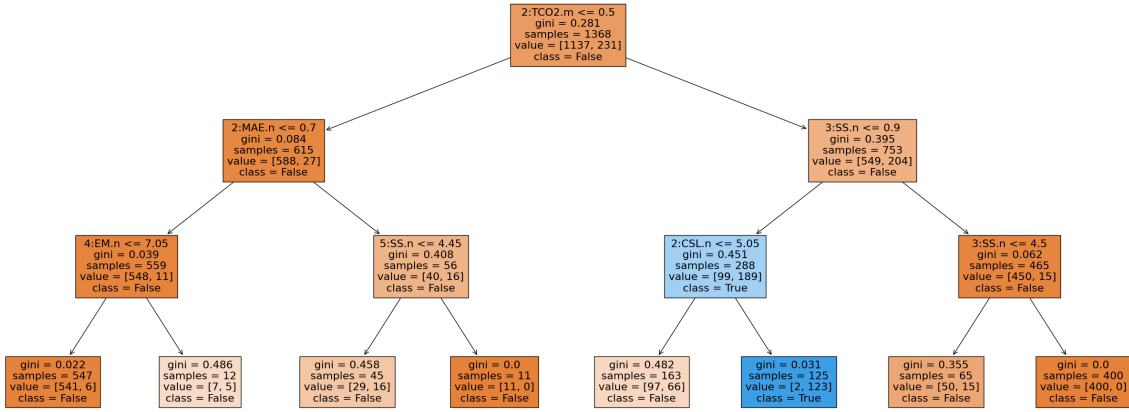 2:TCO2.m <= 0.5
gini = 0.281
samples = 1368
value = [1137, 231]
class = False
2:MAE.n <= 0.7
gini = 0.084
samples = 615
value = [588, 27]
class = False
3:SS.n <= 0.9
gini = 0.395
samples = 753
value = [549, 204]
class = False
4:EM.n <= 7.05
gini = 0.039
samples = 559
value = [548, 11]
class = False
5:SS.n <= 4.45
gini = 0.408
samples = 56
value = [40, 16]
class = False
2:CSL.n <= 5.05
gini = 0.451
samples = 288
value = [99, 189]
class = True
3:SS.n <= 4.5
gini = 0.062
samples = 465
value = [450, 15]
class = False
gini = 0.022
samples = 547
value = [541, 6]
class = False
gini = 0.486
samples = 12
value = [7, 5]
class = False
gini = 0.458
samples = 45
value = [29, 16]
class = False
gini = 0.0
samples = 11
value = [11, 0]
class = False
gini = 0.482
samples = 163
value = [97, 66]
class = False
gini = 0.031
samples = 125
value = [2, 123]
class = True
gini = 0.355
samples = 65
value = [50, 15]
class = False
gini = 0.0
samples = 400
value = [400, 0]
class = False